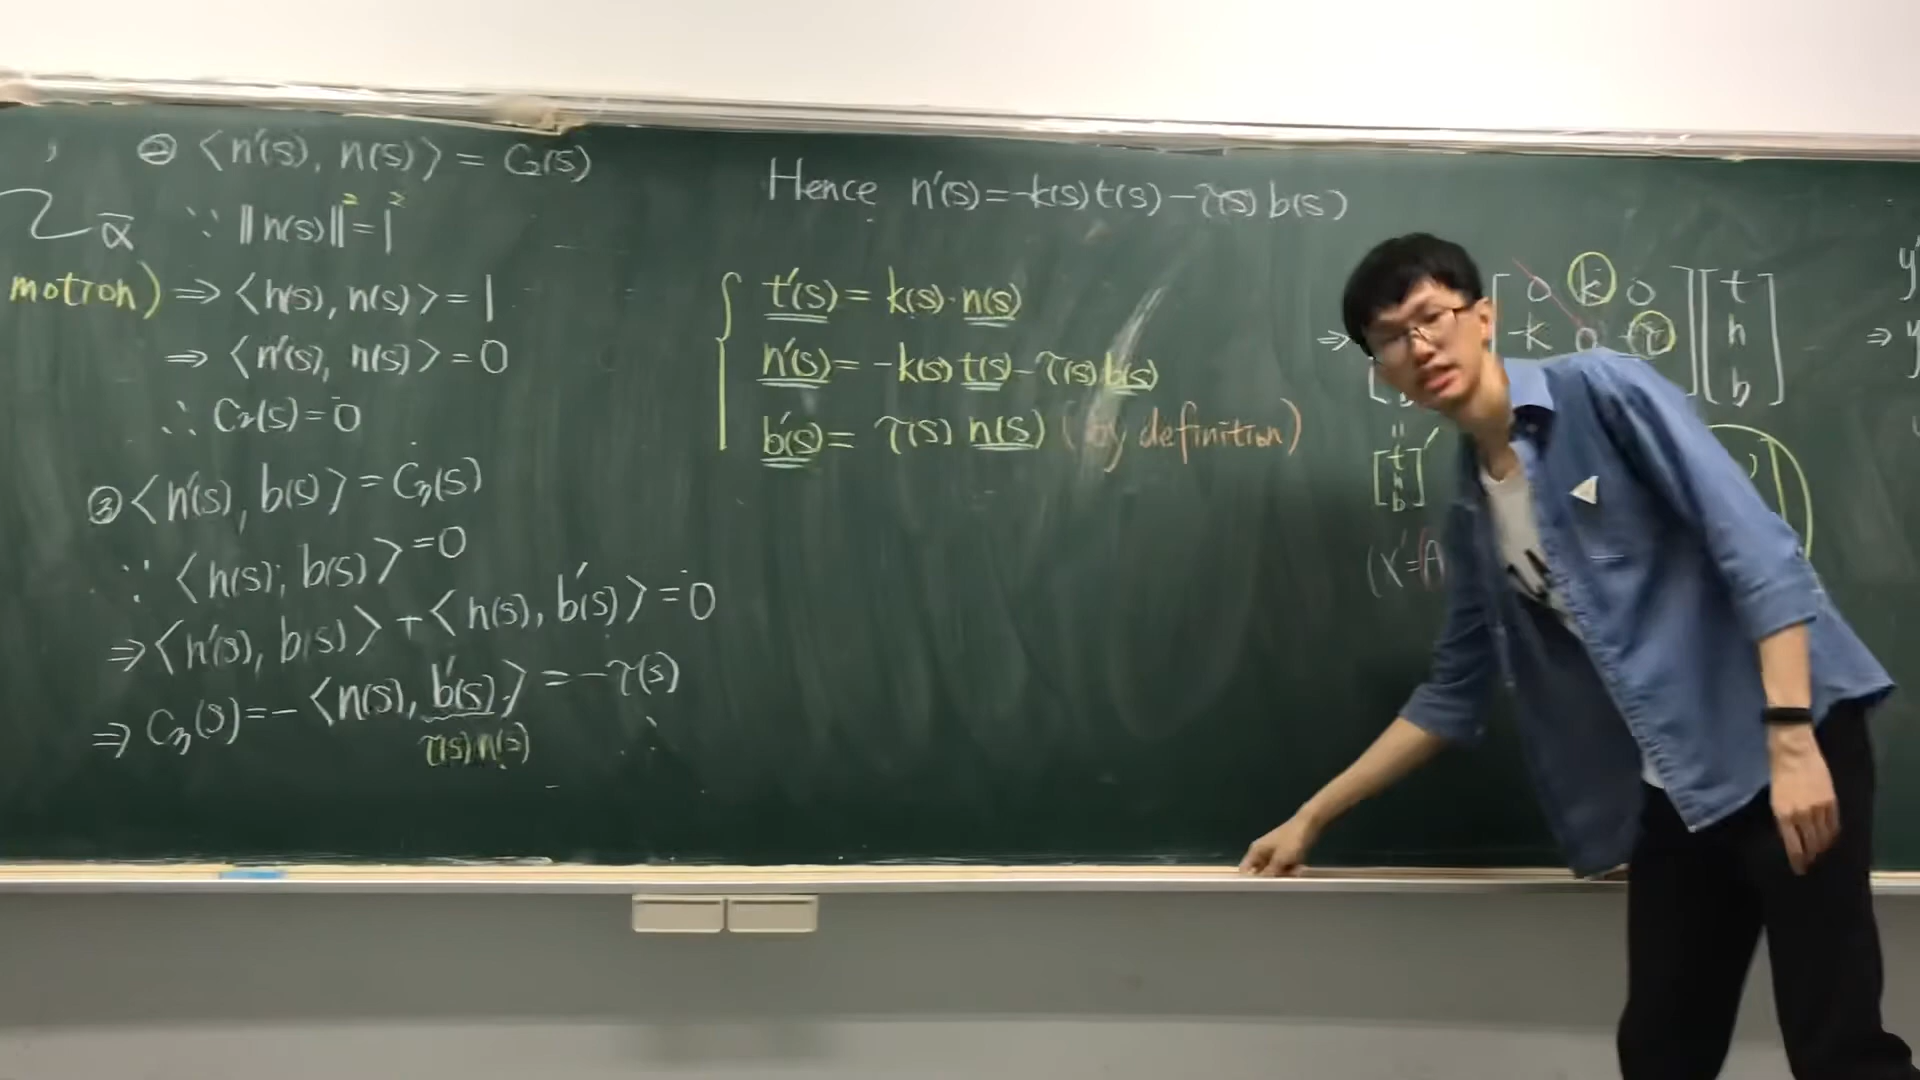 , ② ⟨n′(s), n(s)⟩ = C₂(s)
ᾱ ∵ ‖n(s)‖² = 1²
motion) ⇒ ⟨n(s), n(s)⟩ = 1
⇒ ⟨n′(s), n(s)⟩ = 0
∴ C₂(s) = 0
③ ⟨n′(s), b(s)⟩ = C₃(s)
∵ ⟨n(s), b(s)⟩ = 0
⇒ ⟨n′(s), b(s)⟩ + ⟨n(s), b′(s)⟩ = 0
⇒ C₃(s) = - ⟨n(s), b′(s)⟩ = -τ(s)
τ(s) n(s)
Hence n′(s) = -k(s) t(s) - τ(s) b(s)
t′(s) = k(s)·n(s)
n′(s) = -k(s) t(s) - τ(s) b(s)
b′(s) = τ(s) n(s) (by definition)
⇒ [ 0 k 0 ] [ t ]
-k 0 -τ n
b
[ t n b ]′
(X′ = A
y′
⇒ y